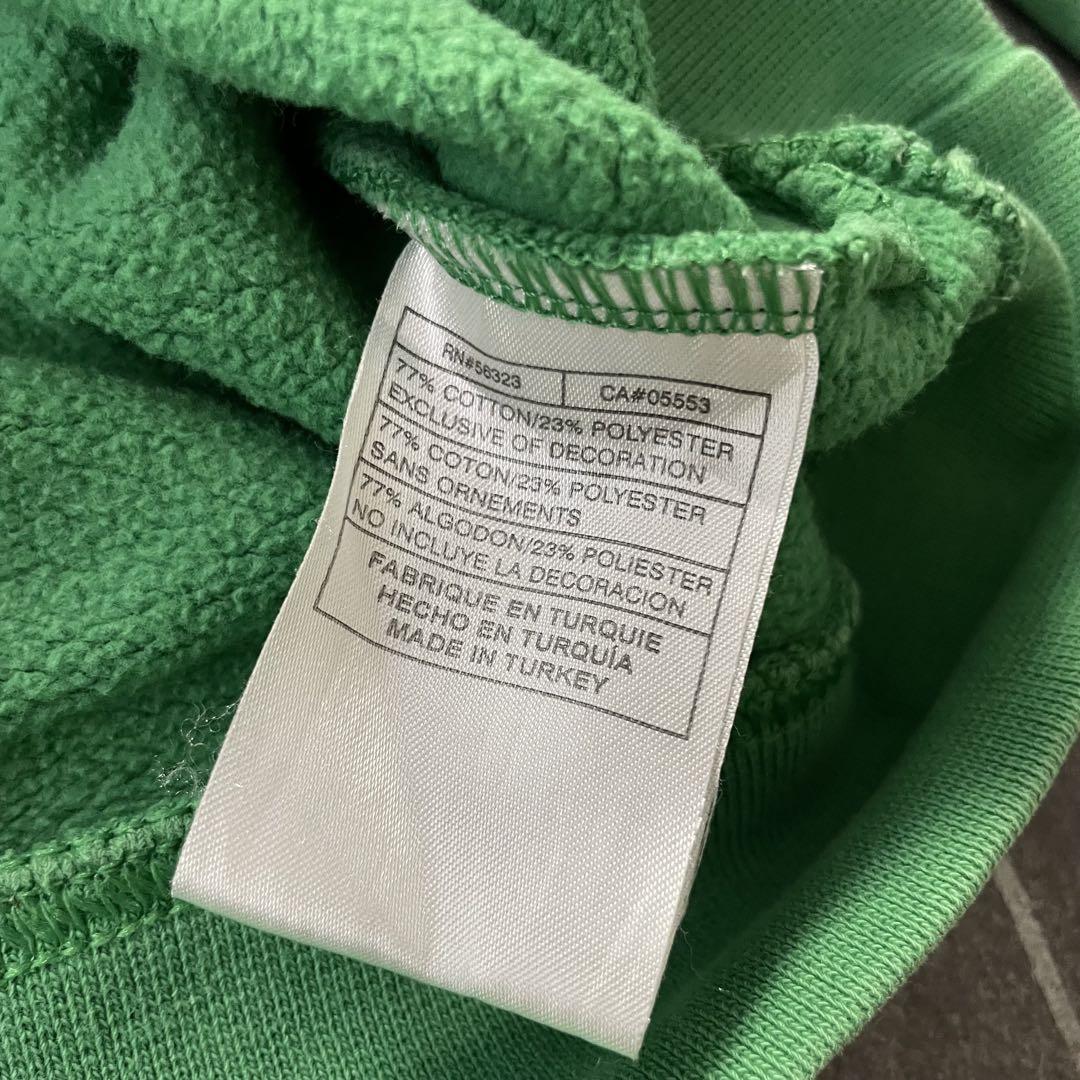 RN#56323 CA#05553
77% COTTON/23% POLYESTER
EXCLUSIVE OF DECORATION
77% COTON/23% POLYESTER
SANS ORNEMENTS
77% ALGODON/23% POLIESTER
NO INCLUYE LA DECORACION
FABRIQUE EN TURQUIE
HECHO EN TURQUÍA
MADE IN TURKEY